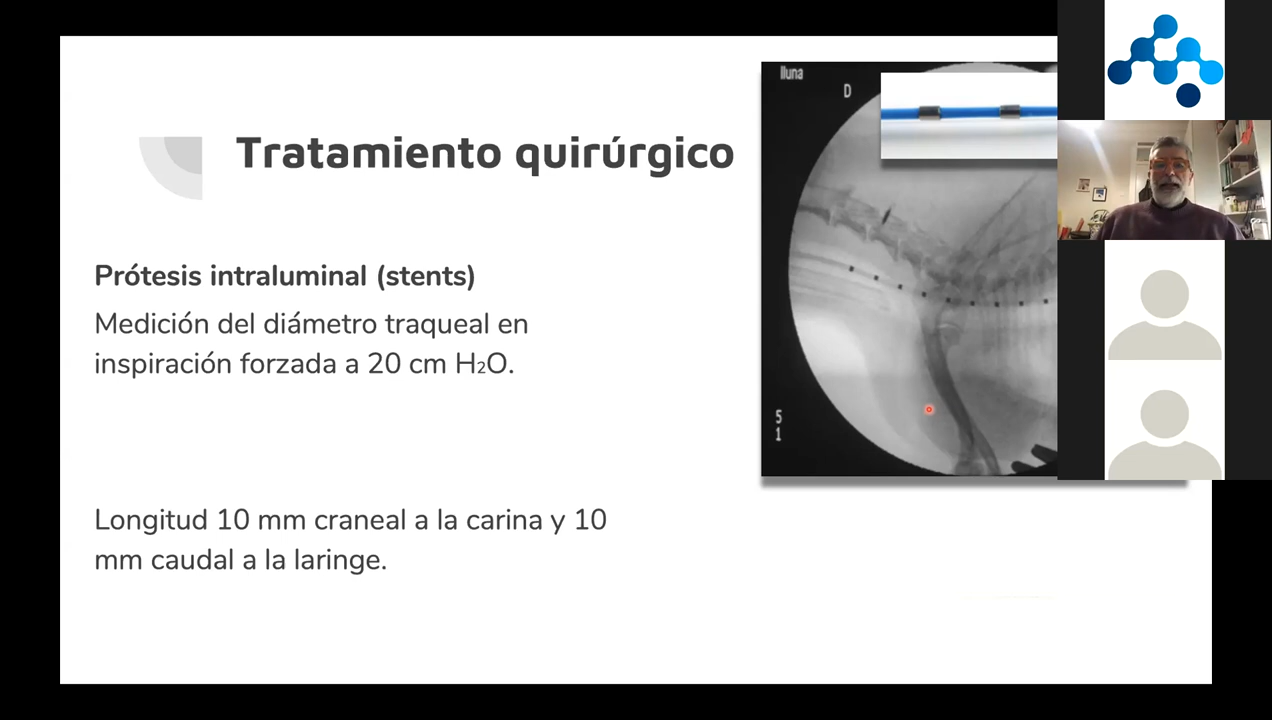 Tratamiento quirúrgico
Prótesis intraluminal (stents)
Medición del diámetro traqueal en
inspiración forzada a 20 cm H₂O.
Longitud 10 mm craneal a la carina y 10
mm caudal a la laringe.
lluna
D
5
1